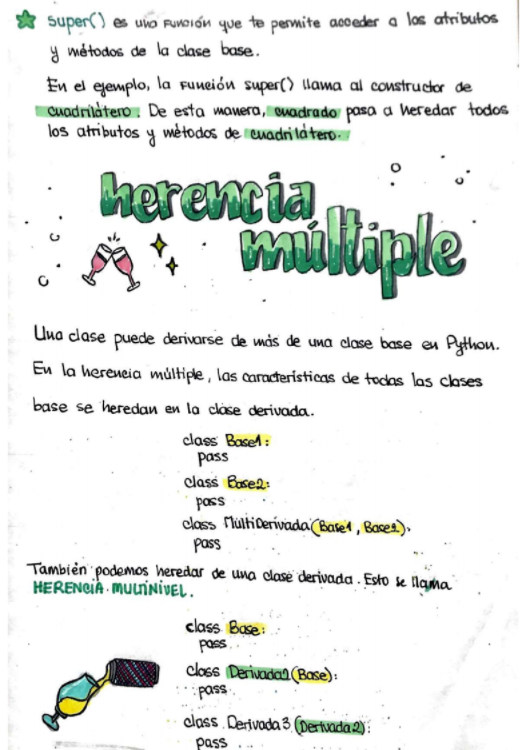 super() es una función que te permite acceder a los atributos
y métodos de la clase base.
En el ejemplo, la función super() llama al constructor de
cuadrilátero. De esta manera, cuadrado pasa a heredar todos
los atributos y métodos de cuadrilátero.
herencia
múltiple
Una clase puede derivarse de más de una clase base en Python.
En la herencia múltiple, las características de todas las clases
base se heredan en la clase derivada.
class Base1:
pass
class Base2:
pass
class MultiDerivada(Base1, Base2):
pass
También podemos heredar de una clase derivada. Esto se llama
HERENCIA MULTINIVEL.
class Base:
pass
class Derivada2(Base):
pass
class Derivada3(Derivada2):
pass